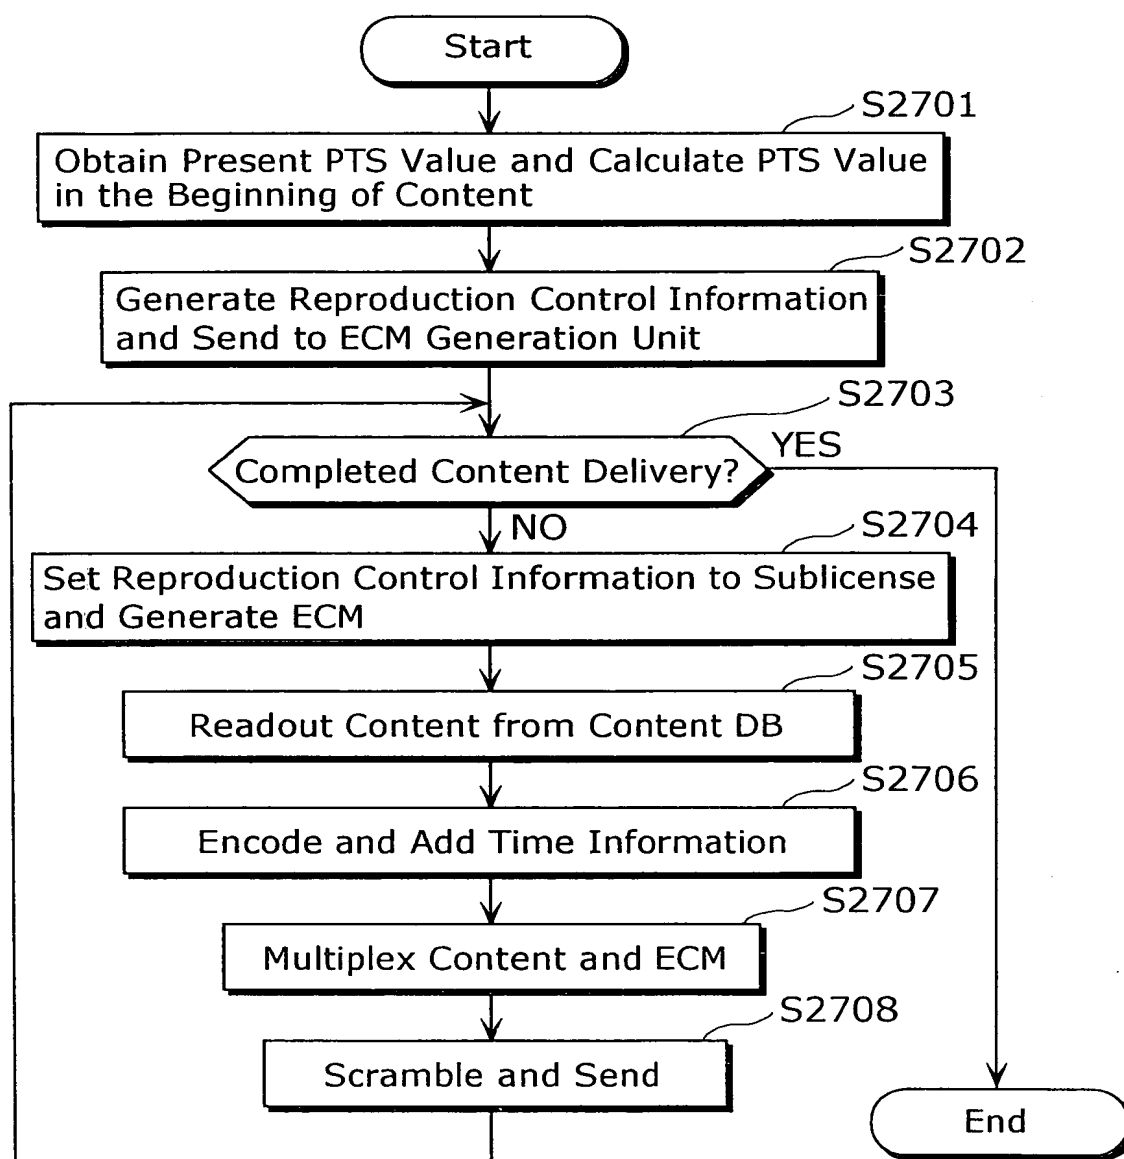 Start
S2701
Obtain Present PTS Value and Calculate PTS Value
in the Beginning of Content
S2702
Generate Reproduction Control Information
and Send to ECM Generation Unit
S2703
Completed Content Delivery?
YES
NO
S2704
Set Reproduction Control Information to Sublicense
and Generate ECM
S2705
Readout Content from Content DB
S2706
Encode and Add Time Information
S2707
Multiplex Content and ECM
S2708
Scramble and Send
End